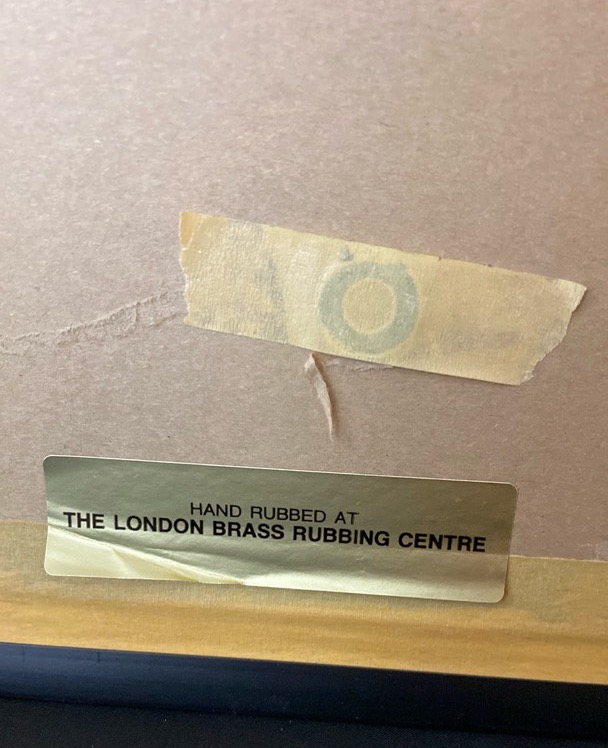 HAND RUBBED AT
THE LONDON BRASS RUBBING CENTRE